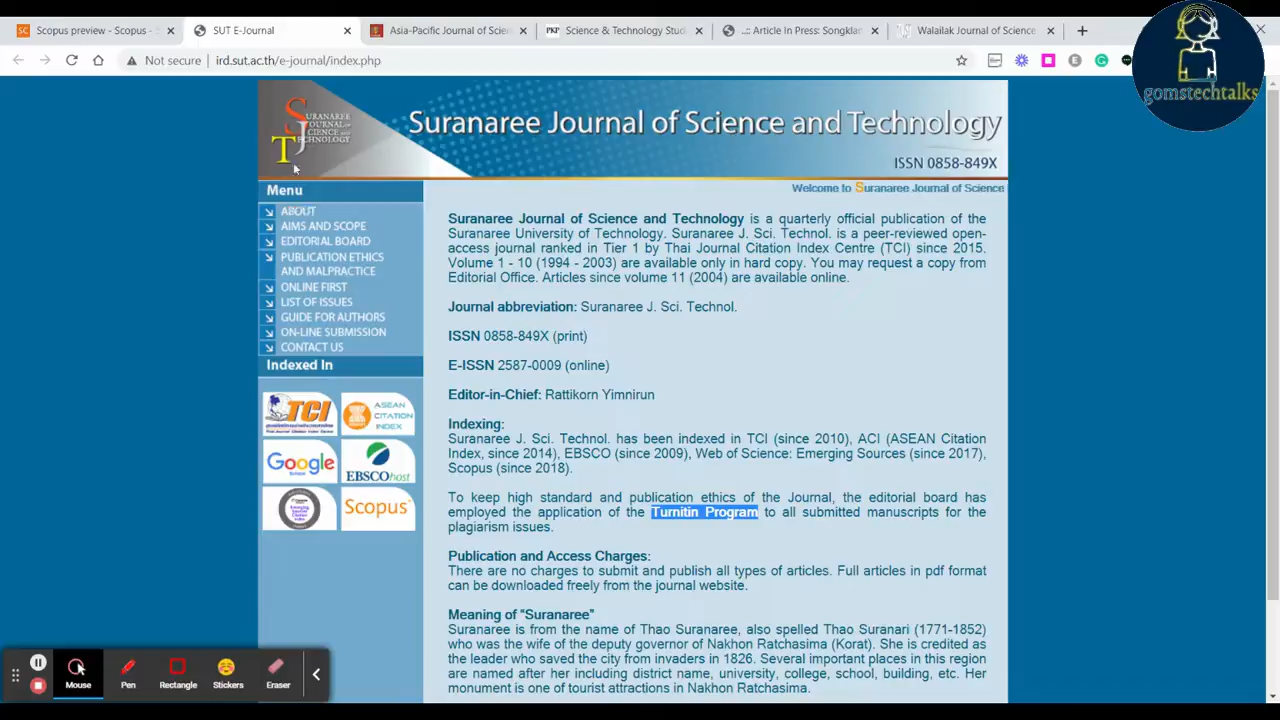 Scopus preview - Scopus -
SUT E-Journal
Asia-Pacific Journal of Scien
PKP
Science & Technology Studi
..:: Article In Press: Songklan
Walailak Journal of Science
Not secure
ird.sut.ac.th/e-journal/index.php
gomstechtalks
SURANAREE
JOURNAL OF
SCIENCE AND
TECHNOLOGY
Suranaree Journal of Science and Technology
ISSN 0858-849X
Welcome to Suranaree Journal of Science
Menu
ABOUT
AIMS AND SCOPE
EDITORIAL BOARD
PUBLICATION ETHICS
AND MALPRACTICE
ONLINE FIRST
LIST OF ISSUES
GUIDE FOR AUTHORS
ON-LINE SUBMISSION
CONTACT US
Indexed In
TCI
ASEAN
CITATION
INDEX
Google
EBSCOhost
Scopus
Suranaree Journal of Science and Technology is a quarterly official publication of the
Suranaree University of Technology. Suranaree J. Sci. Technol. is a peer-reviewed open-
access journal ranked in Tier 1 by Thai Journal Citation Index Centre (TCI) since 2015.
Volume 1 - 10 (1994 - 2003) are available only in hard copy. You may request a copy from
Editorial Office. Articles since volume 11 (2004) are available online.
Journal abbreviation: Suranaree J. Sci. Technol.
ISSN 0858-849X (print)
E-ISSN 2587-0009 (online)
Editor-in-Chief: Rattikorn Yimnirun
Indexing:
Suranaree J. Sci. Technol. has been indexed in TCI (since 2010), ACI (ASEAN Citation
Index, since 2014), EBSCO (since 2009), Web of Science: Emerging Sources (since 2017),
Scopus (since 2018).
To keep high standard and publication ethics of the Journal, the editorial board has
employed the application of the Turnitin Program to all submitted manuscripts for the
plagiarism issues.
Publication and Access Charges:
There are no charges to submit and publish all types of articles. Full articles in pdf format
can be downloaded freely from the journal website.
Meaning of “Suranaree”
Suranaree is from the name of Thao Suranaree, also spelled Thao Suranari (1771-1852)
who was the wife of the deputy governor of Nakhon Ratchasima (Korat). She is credited as
the leader who saved the city from invaders in 1826. Several important places in this region
are named after her including district name, university, college, school, building, etc. Her
monument is one of tourist attractions in Nakhon Ratchasima.
Mouse
Pen
Rectangle
Stickers
Eraser